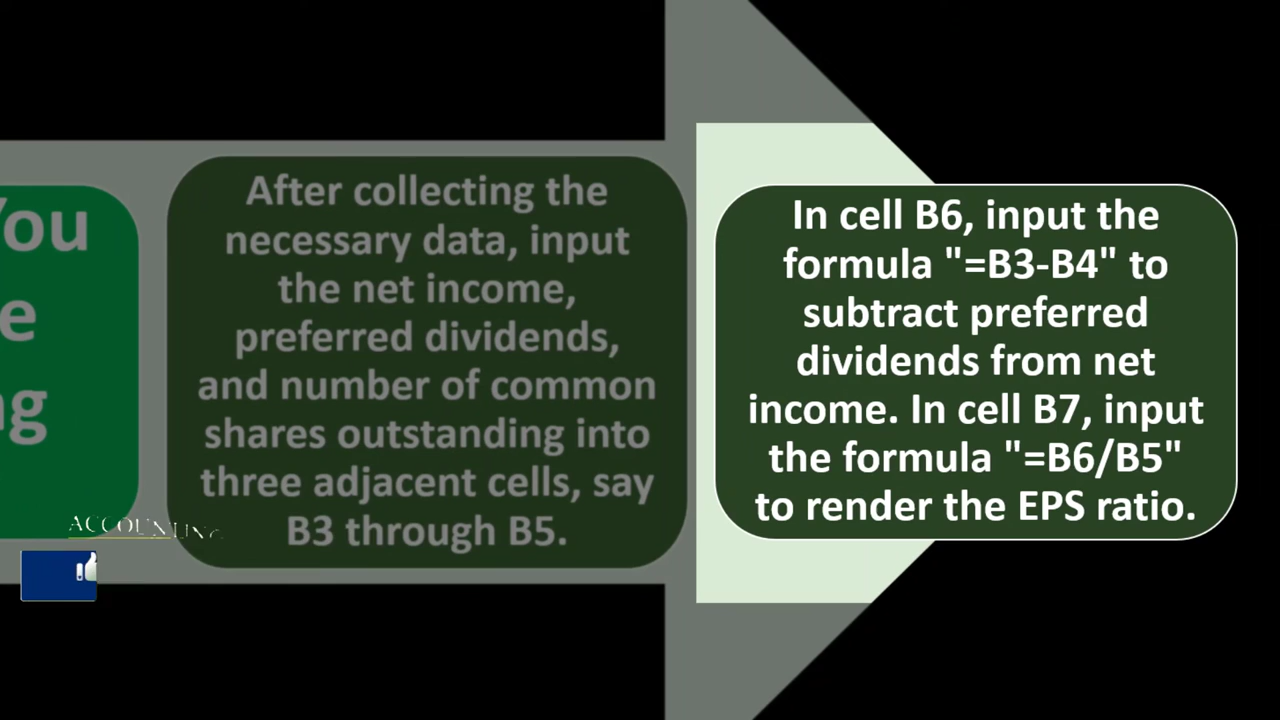 You
e
ng
After collecting the
necessary data, input
the net income,
preferred dividends,
and number of common
shares outstanding into
three adjacent cells, say
B3 through B5.
In cell B6, input the
formula "=B3-B4" to
subtract preferred
dividends from net
income. In cell B7, input
the formula "=B6/B5"
to render the EPS ratio.
ACCOUNTING